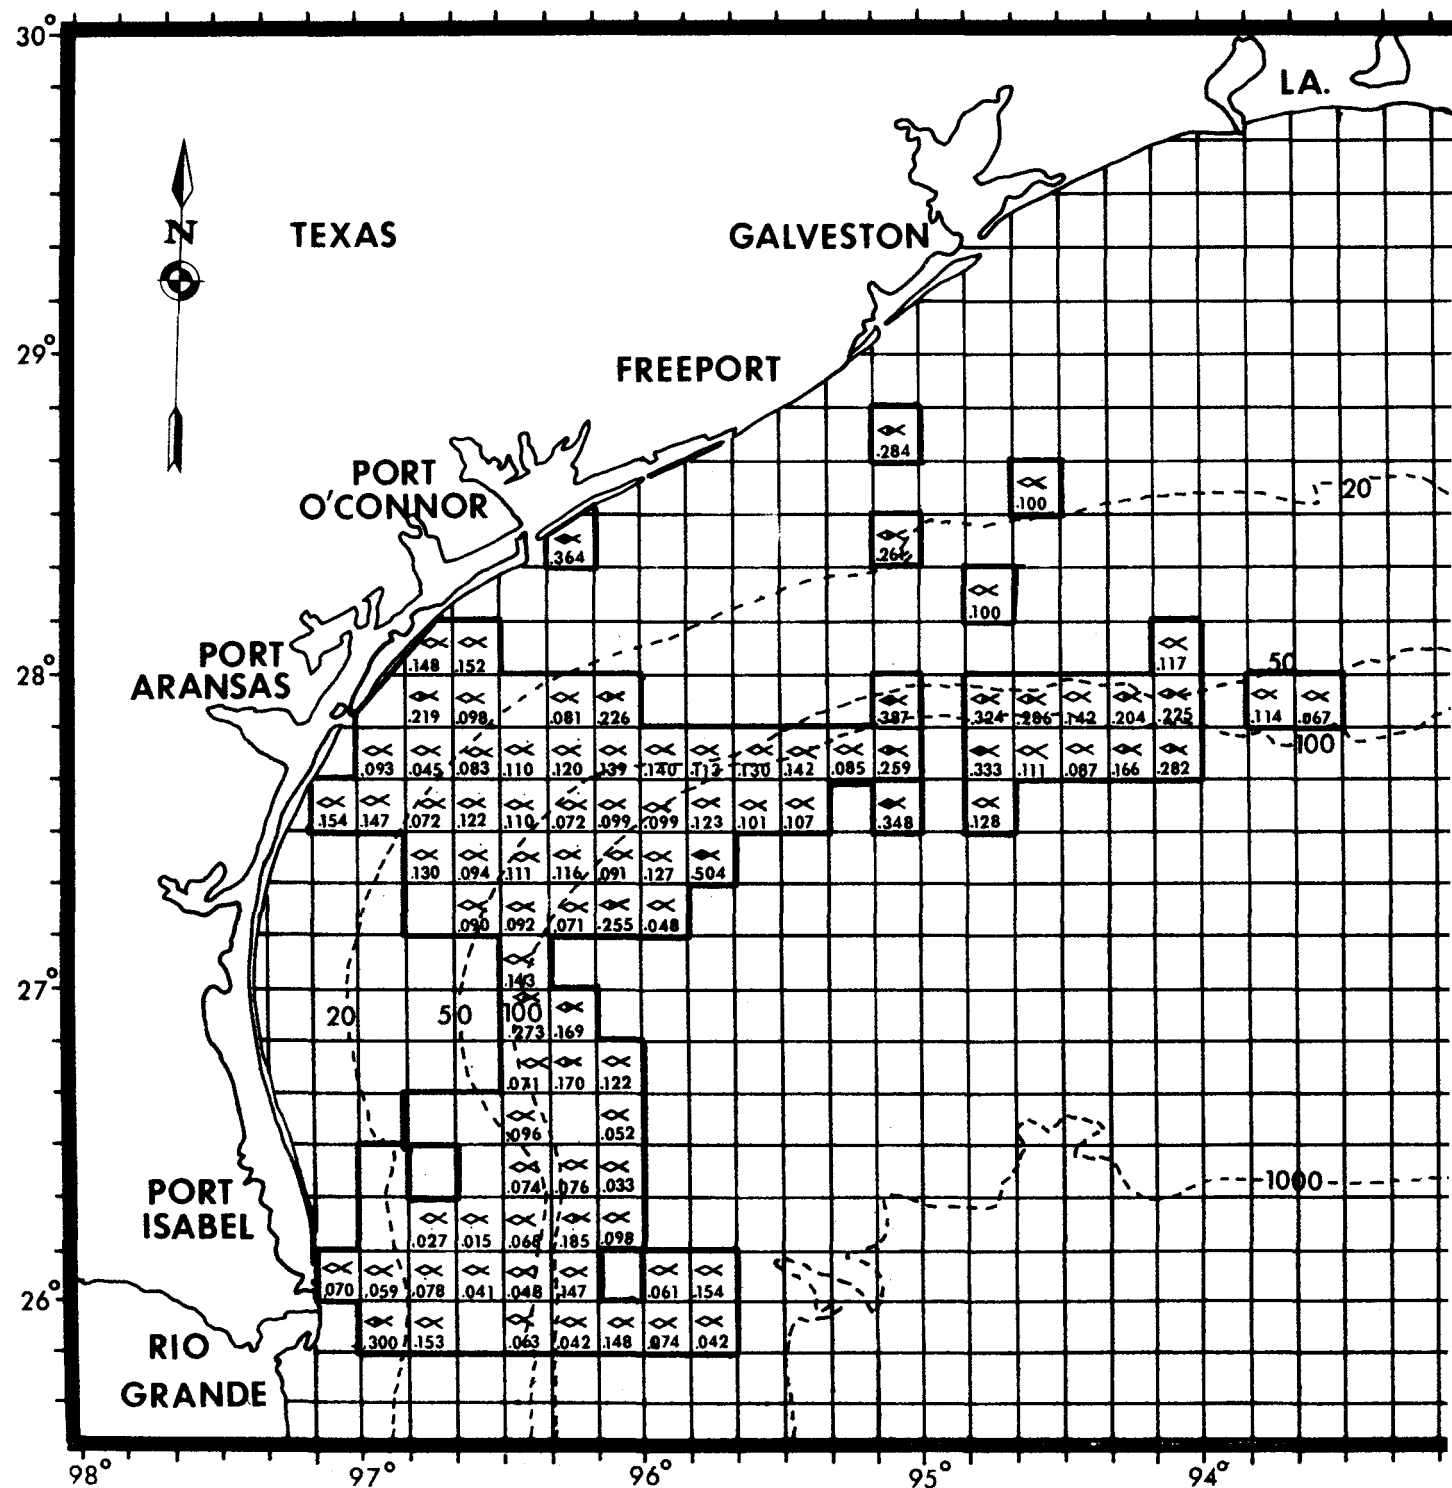 30°
LA.
N
TEXAS
GALVESTON
29°
FREEPORT
.284
PORT
O'CONNOR
.100
20
.364
.100
PORT
ARANSAS
28°
.148 .152
.117
50
.219 .098 .081 .226 .387 .324 .286 .142 .204 .225 .114 .067
100
.093 .045 .083 .110 .120 .139 .140 .113 .130 .142 .085 .259 .333 .111 .087 .166 .282
.154 .147 .072 .122 .110 .072 .099 .099 .123 .101 .107 .348 .128
.130 .094 .111 .116 .091 .127 .504
.090 .092 .071 .255 .048
27°
.143
20 50 100
.273 .169
.071 .170 .122
.096 .052
.074 .076 .033
1000
PORT
ISABEL
.027 .015 .068 .185 .098
26°
.070 .059 .078 .041 .048 .147 .061 .154
.300 .153 .063 .042 .148 .074 .042
RIO
GRANDE
98° 97° 96° 95° 94°